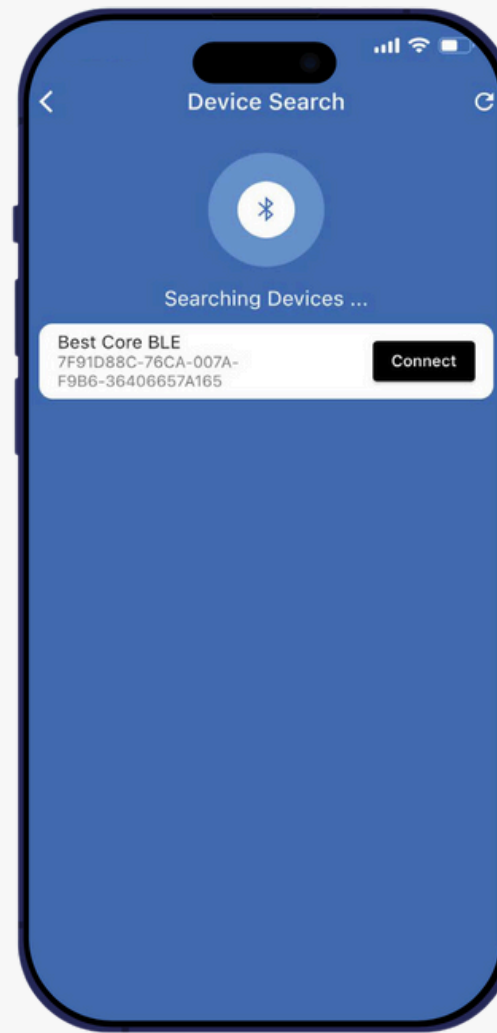 Device Search
Searching Devices ...
Best Core BLE
7F91D88C-76CA-007A-
F9B6-36406657A165
Connect